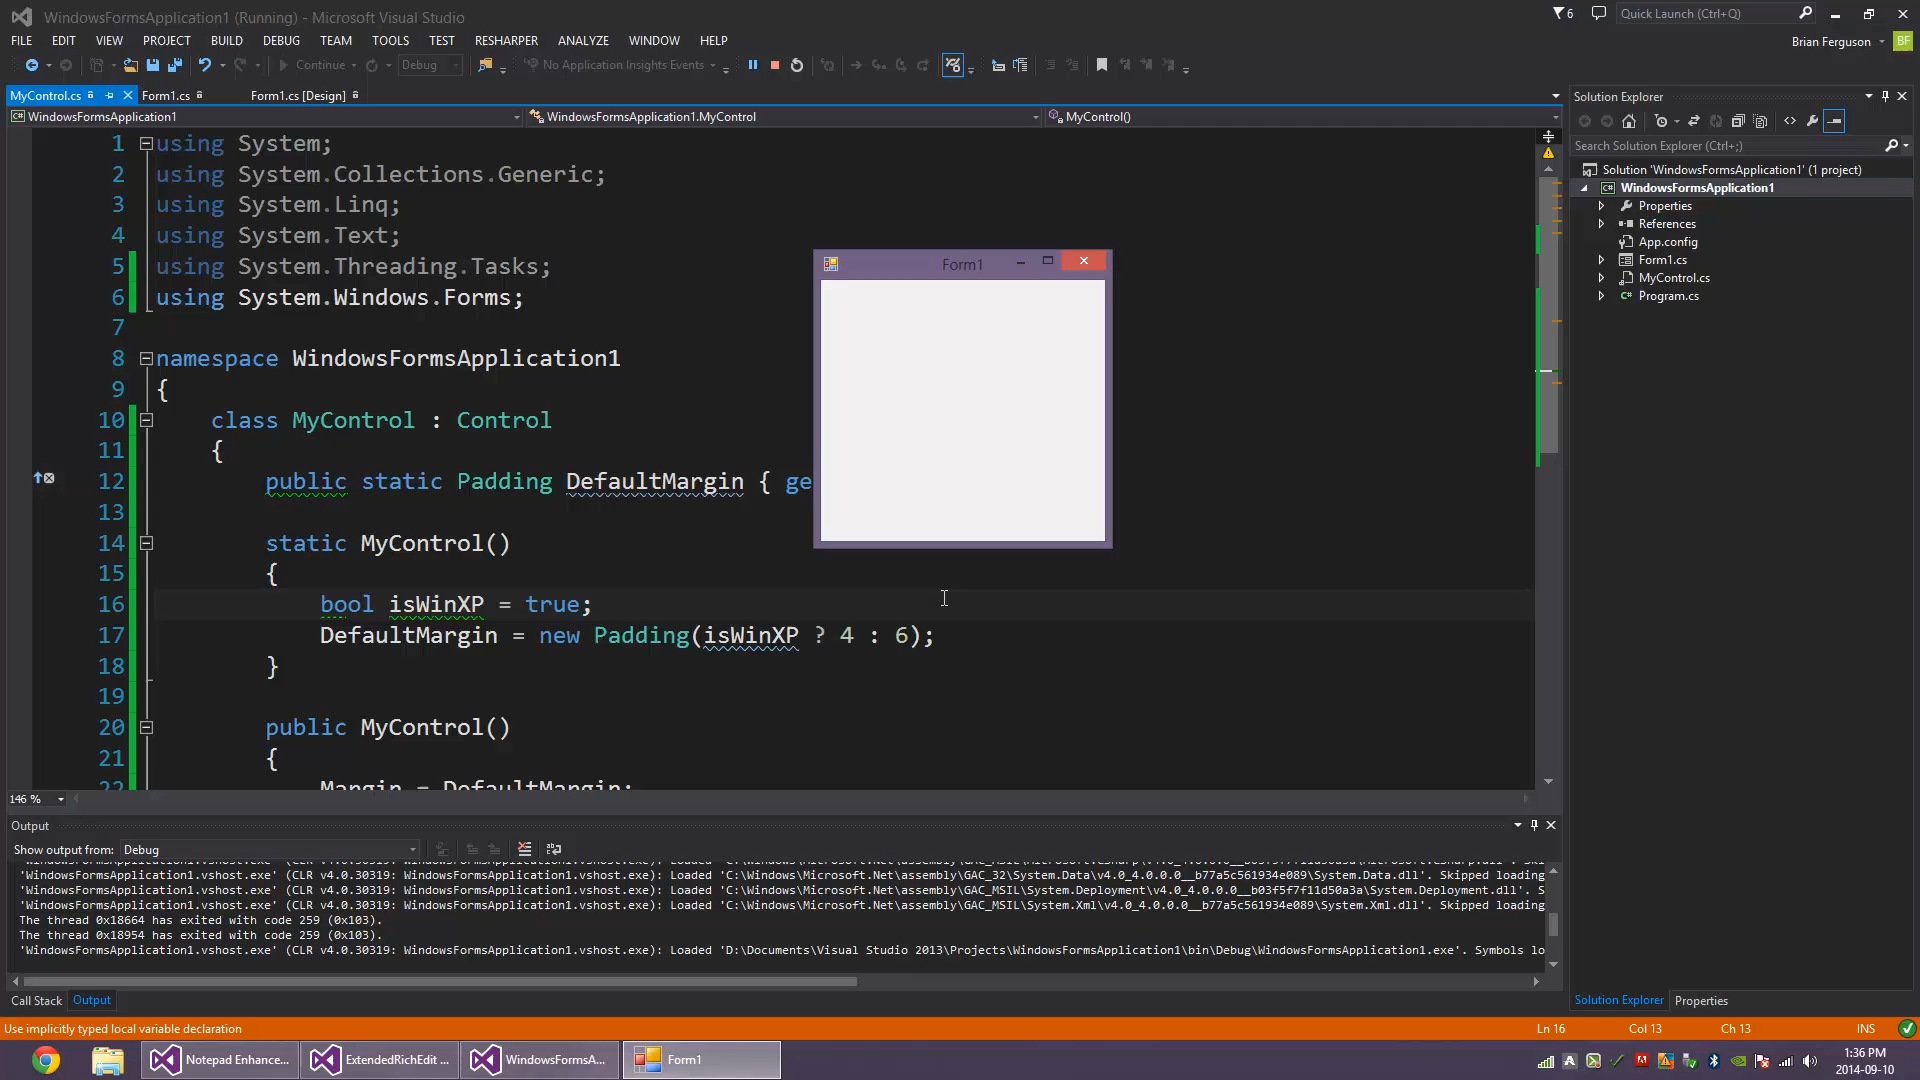 WindowsFormsApplication1 (Running) - Microsoft Visual Studio
6
Quick Launch (Ctrl+Q)
FILE EDIT VIEW PROJECT BUILD DEBUG TEAM TOOLS TEST RESHARPER ANALYZE WINDOW HELP
Brian Ferguson BF
Continue Debug No Application Insights Events
MyControl.cs Form1.cs Form1.cs [Design]
WindowsFormsApplication1 WindowsFormsApplication1.MyControl MyControl()
1 using System;
2 using System.Collections.Generic;
3 using System.Linq;
4 using System.Text;
5 using System.Threading.Tasks;
6 using System.Windows.Forms;
7
8 namespace WindowsFormsApplication1
9 {
10 class MyControl : Control
11 {
12 public static Padding DefaultMargin { ge
13
14 static MyControl()
15 {
16 bool isWinXP = true;
17 DefaultMargin = new Padding(isWinXP ? 4 : 6);
18 }
19
20 public MyControl()
21 {
22 Margin = DefaultMargin;
Form1
146 %
Solution Explorer
Search Solution Explorer (Ctrl+;)
Solution 'WindowsFormsApplication1' (1 project)
WindowsFormsApplication1
Properties
References
App.config
Form1.cs
MyControl.cs
Program.cs
Output
Show output from: Debug
'WindowsFormsApplication1.vshost.exe' (CLR v4.0.30319: WindowsFormsApplication1.vshost.exe): Loaded 'C:\Windows\Microsoft.Net\assembly\GAC_32\System.Data\v4.0_4.0.0.0__b77a5c561934e089\System.Data.dll'. Skipped loading
'WindowsFormsApplication1.vshost.exe' (CLR v4.0.30319: WindowsFormsApplication1.vshost.exe): Loaded 'C:\Windows\Microsoft.Net\assembly\GAC_MSIL\System.Deployment\v4.0_4.0.0.0__b03f5f7f11d50a3a\System.Deployment.dll'. S
'WindowsFormsApplication1.vshost.exe' (CLR v4.0.30319: WindowsFormsApplication1.vshost.exe): Loaded 'C:\Windows\Microsoft.Net\assembly\GAC_MSIL\System.Xml\v4.0_4.0.0.0__b77a5c561934e089\System.Xml.dll'. Skipped loading
The thread 0x18664 has exited with code 259 (0x103).
The thread 0x18954 has exited with code 259 (0x103).
'WindowsFormsApplication1.vshost.exe' (CLR v4.0.30319: WindowsFormsApplication1.vshost.exe): Loaded 'D:\Documents\Visual Studio 2013\Projects\WindowsFormsApplication1\bin\Debug\WindowsFormsApplication1.exe'. Symbols lo
Call Stack Output
Solution Explorer Properties
Use implicitly typed local variable declaration Ln 16 Col 13 Ch 13 INS
Notepad Enhance... ExtendedRichEdit ... WindowsFormsA... Form1
1:36 PM
2014-09-10